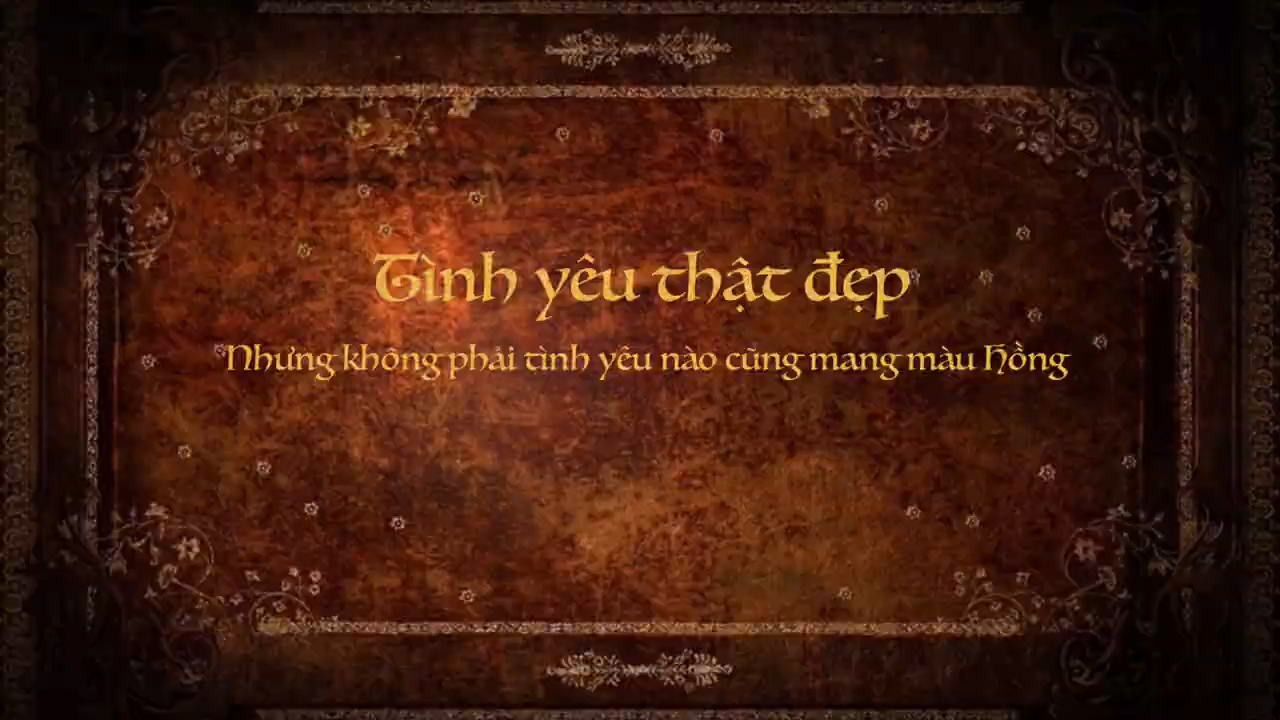 Tình yêu thật đẹp
Nhưng không phải tình yêu nào cũng mang màu Hồng